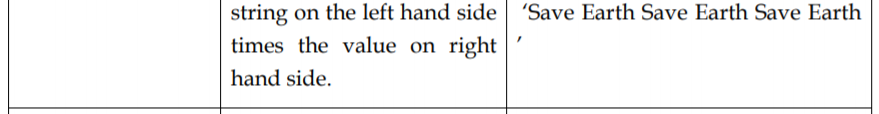 string on the left hand side
times the value on right
hand side.
‘Save Earth Save Earth Save Earth
’